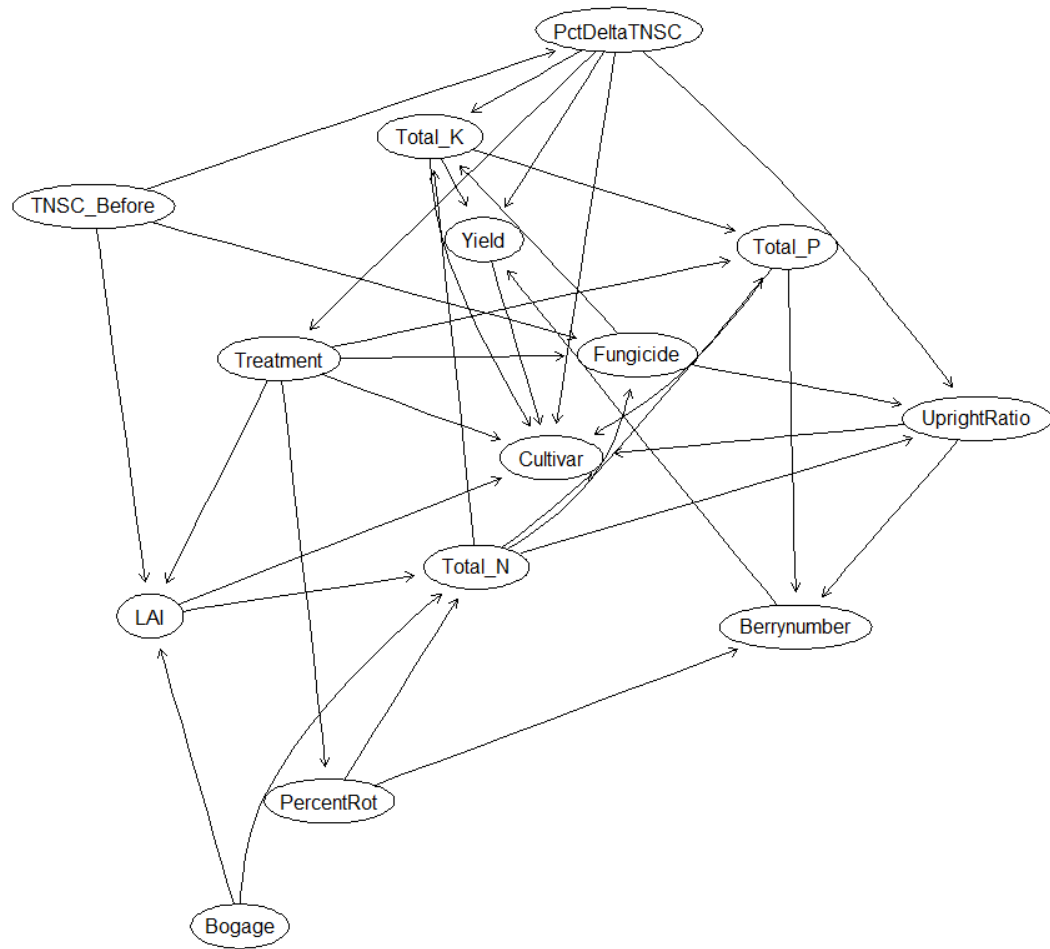 PctDeltaTNSC
Total_K
TNSC_Before
Yield
Total_P
Treatment
Fungicide
UprightRatio
Cultivar
Total_N
LAI
Berrynumber
PercentRot
Bogage